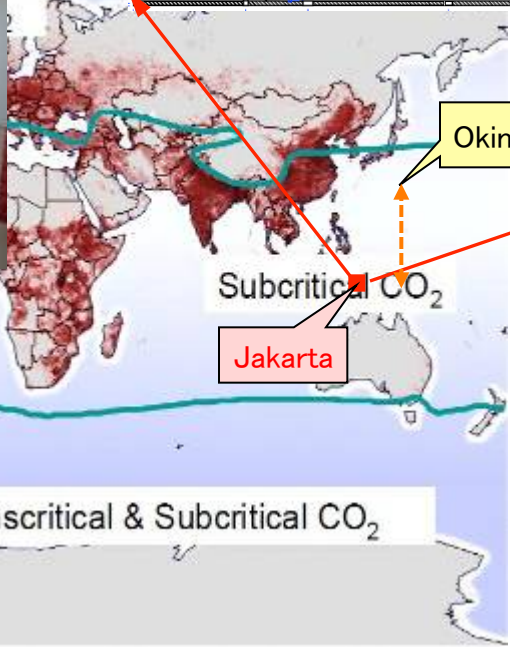 Okin
Subcritical CO₂
Jakarta
scritical & Subcritical CO₂